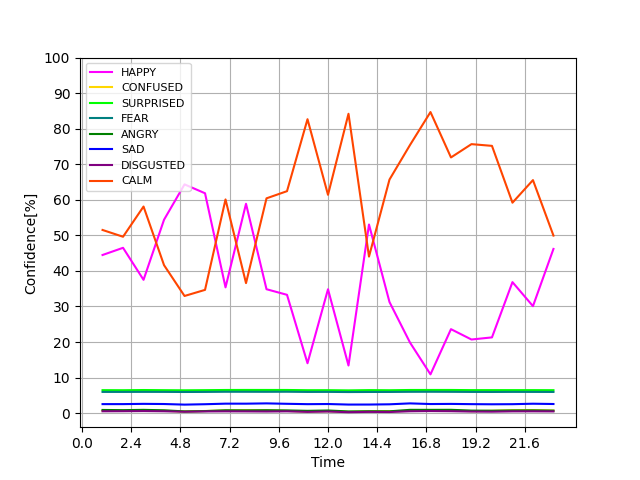 100
90
80
70
60
50
40
30
20
10
0
Confidence[%]
HAPPY
CONFUSED
SURPRISED
FEAR
ANGRY
SAD
DISGUSTED
CALM
0.0 2.4 4.8 7.2 9.6 12.0 14.4 16.8 19.2 21.6
Time